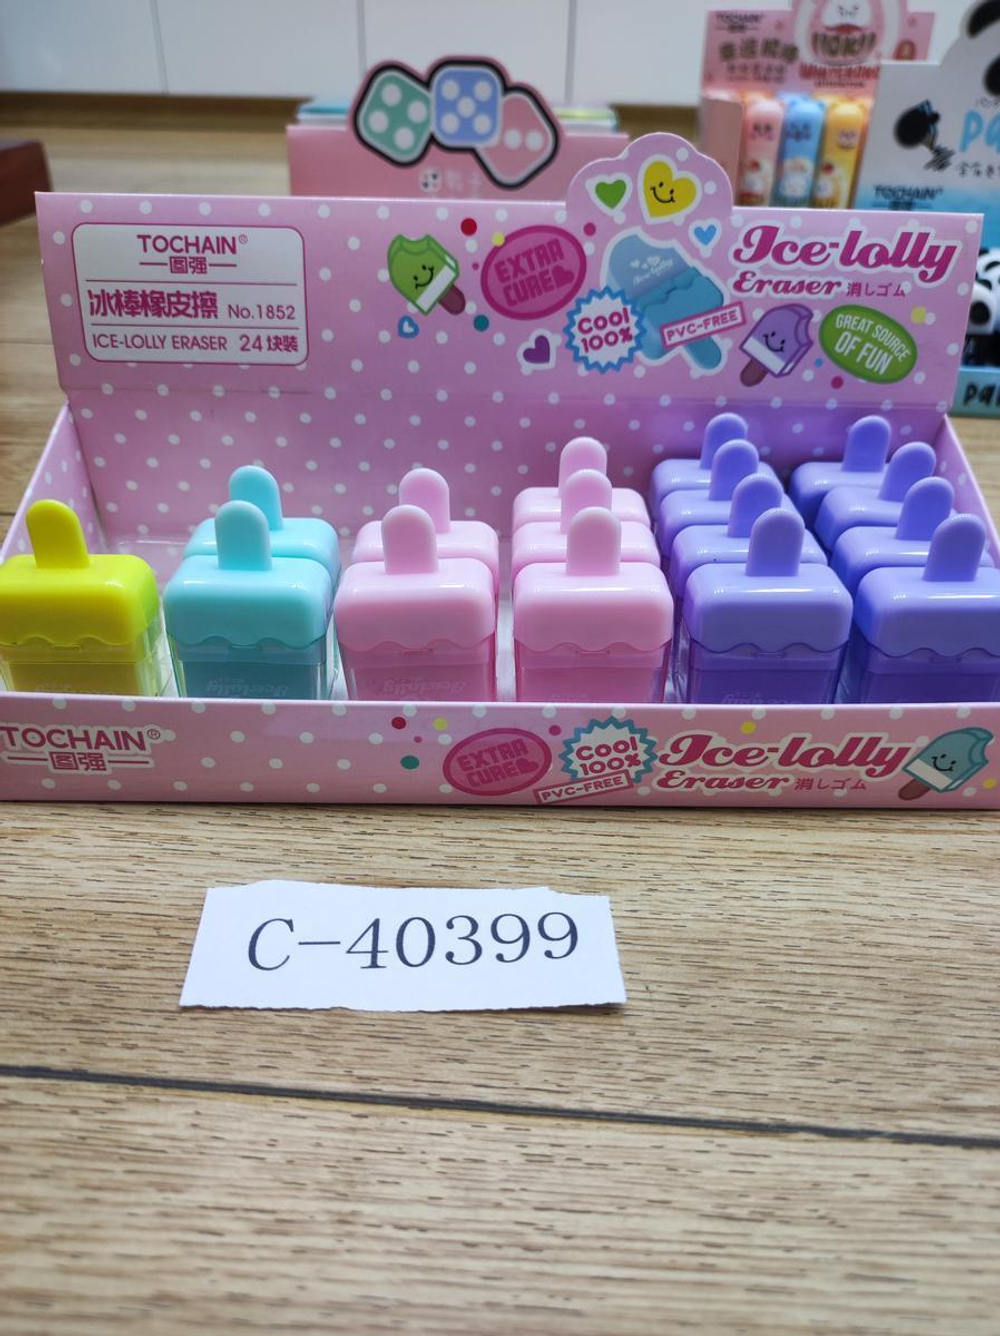 TOCHAIN®
图强
冰棒橡皮擦 No.1852
ICE-LOLLY ERASER 24块装
EXTRA
CURE
Cool
100%
PVC-FREE
Ice-lolly
Eraser 消しゴム
GREAT SOURCE
OF FUN
TOCHAIN®
图强
EXTRA
CURE
Cool
100%
PVC-FREE
Ice-lolly
Eraser 消しゴム
C-40399
TOCHAIN
TOCHAIN